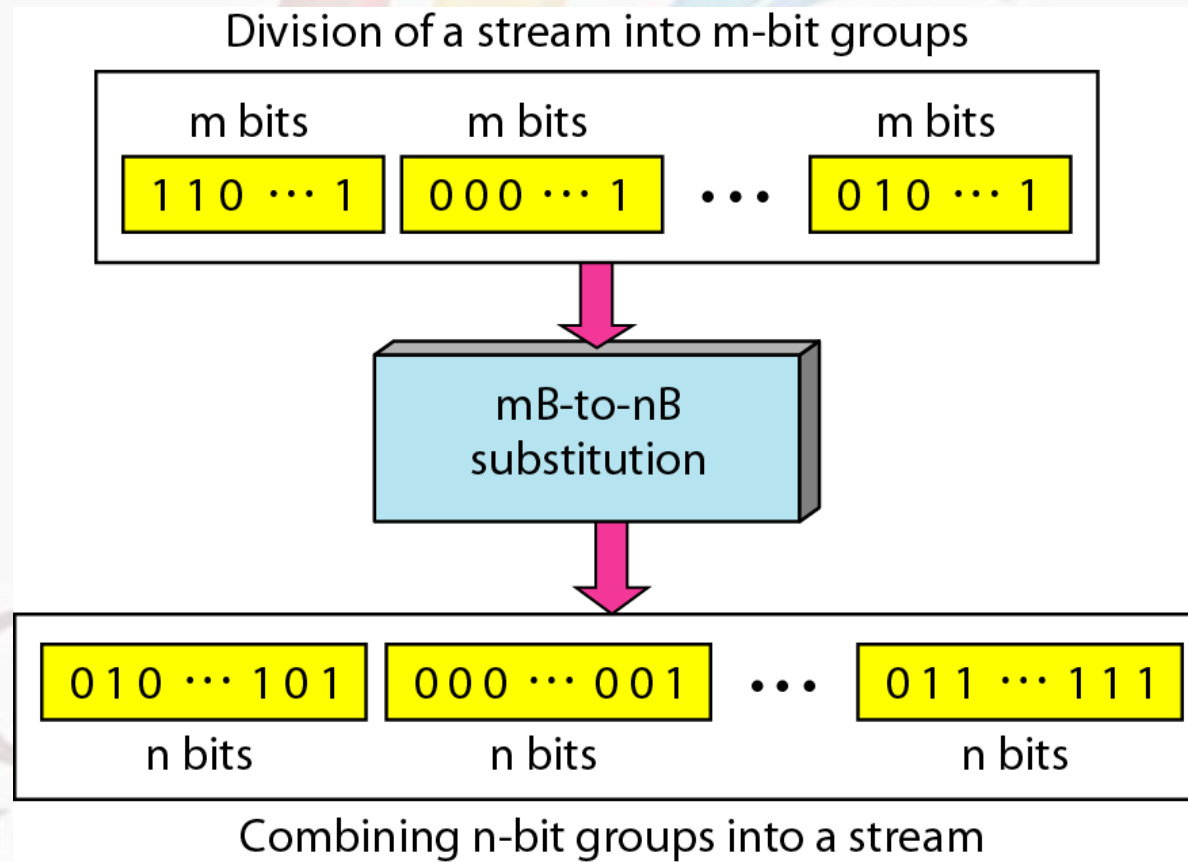 Division of a stream into m-bit groups
m bits m bits m bits
1 1 0 ··· 1 0 0 0 ··· 1 ••• 0 1 0 ··· 1
mB-to-nB
substitution
0 1 0 ··· 1 0 1 0 0 0 ··· 0 0 1 ••• 0 1 1 ··· 1 1 1
n bits n bits n bits
Combining n-bit groups into a stream